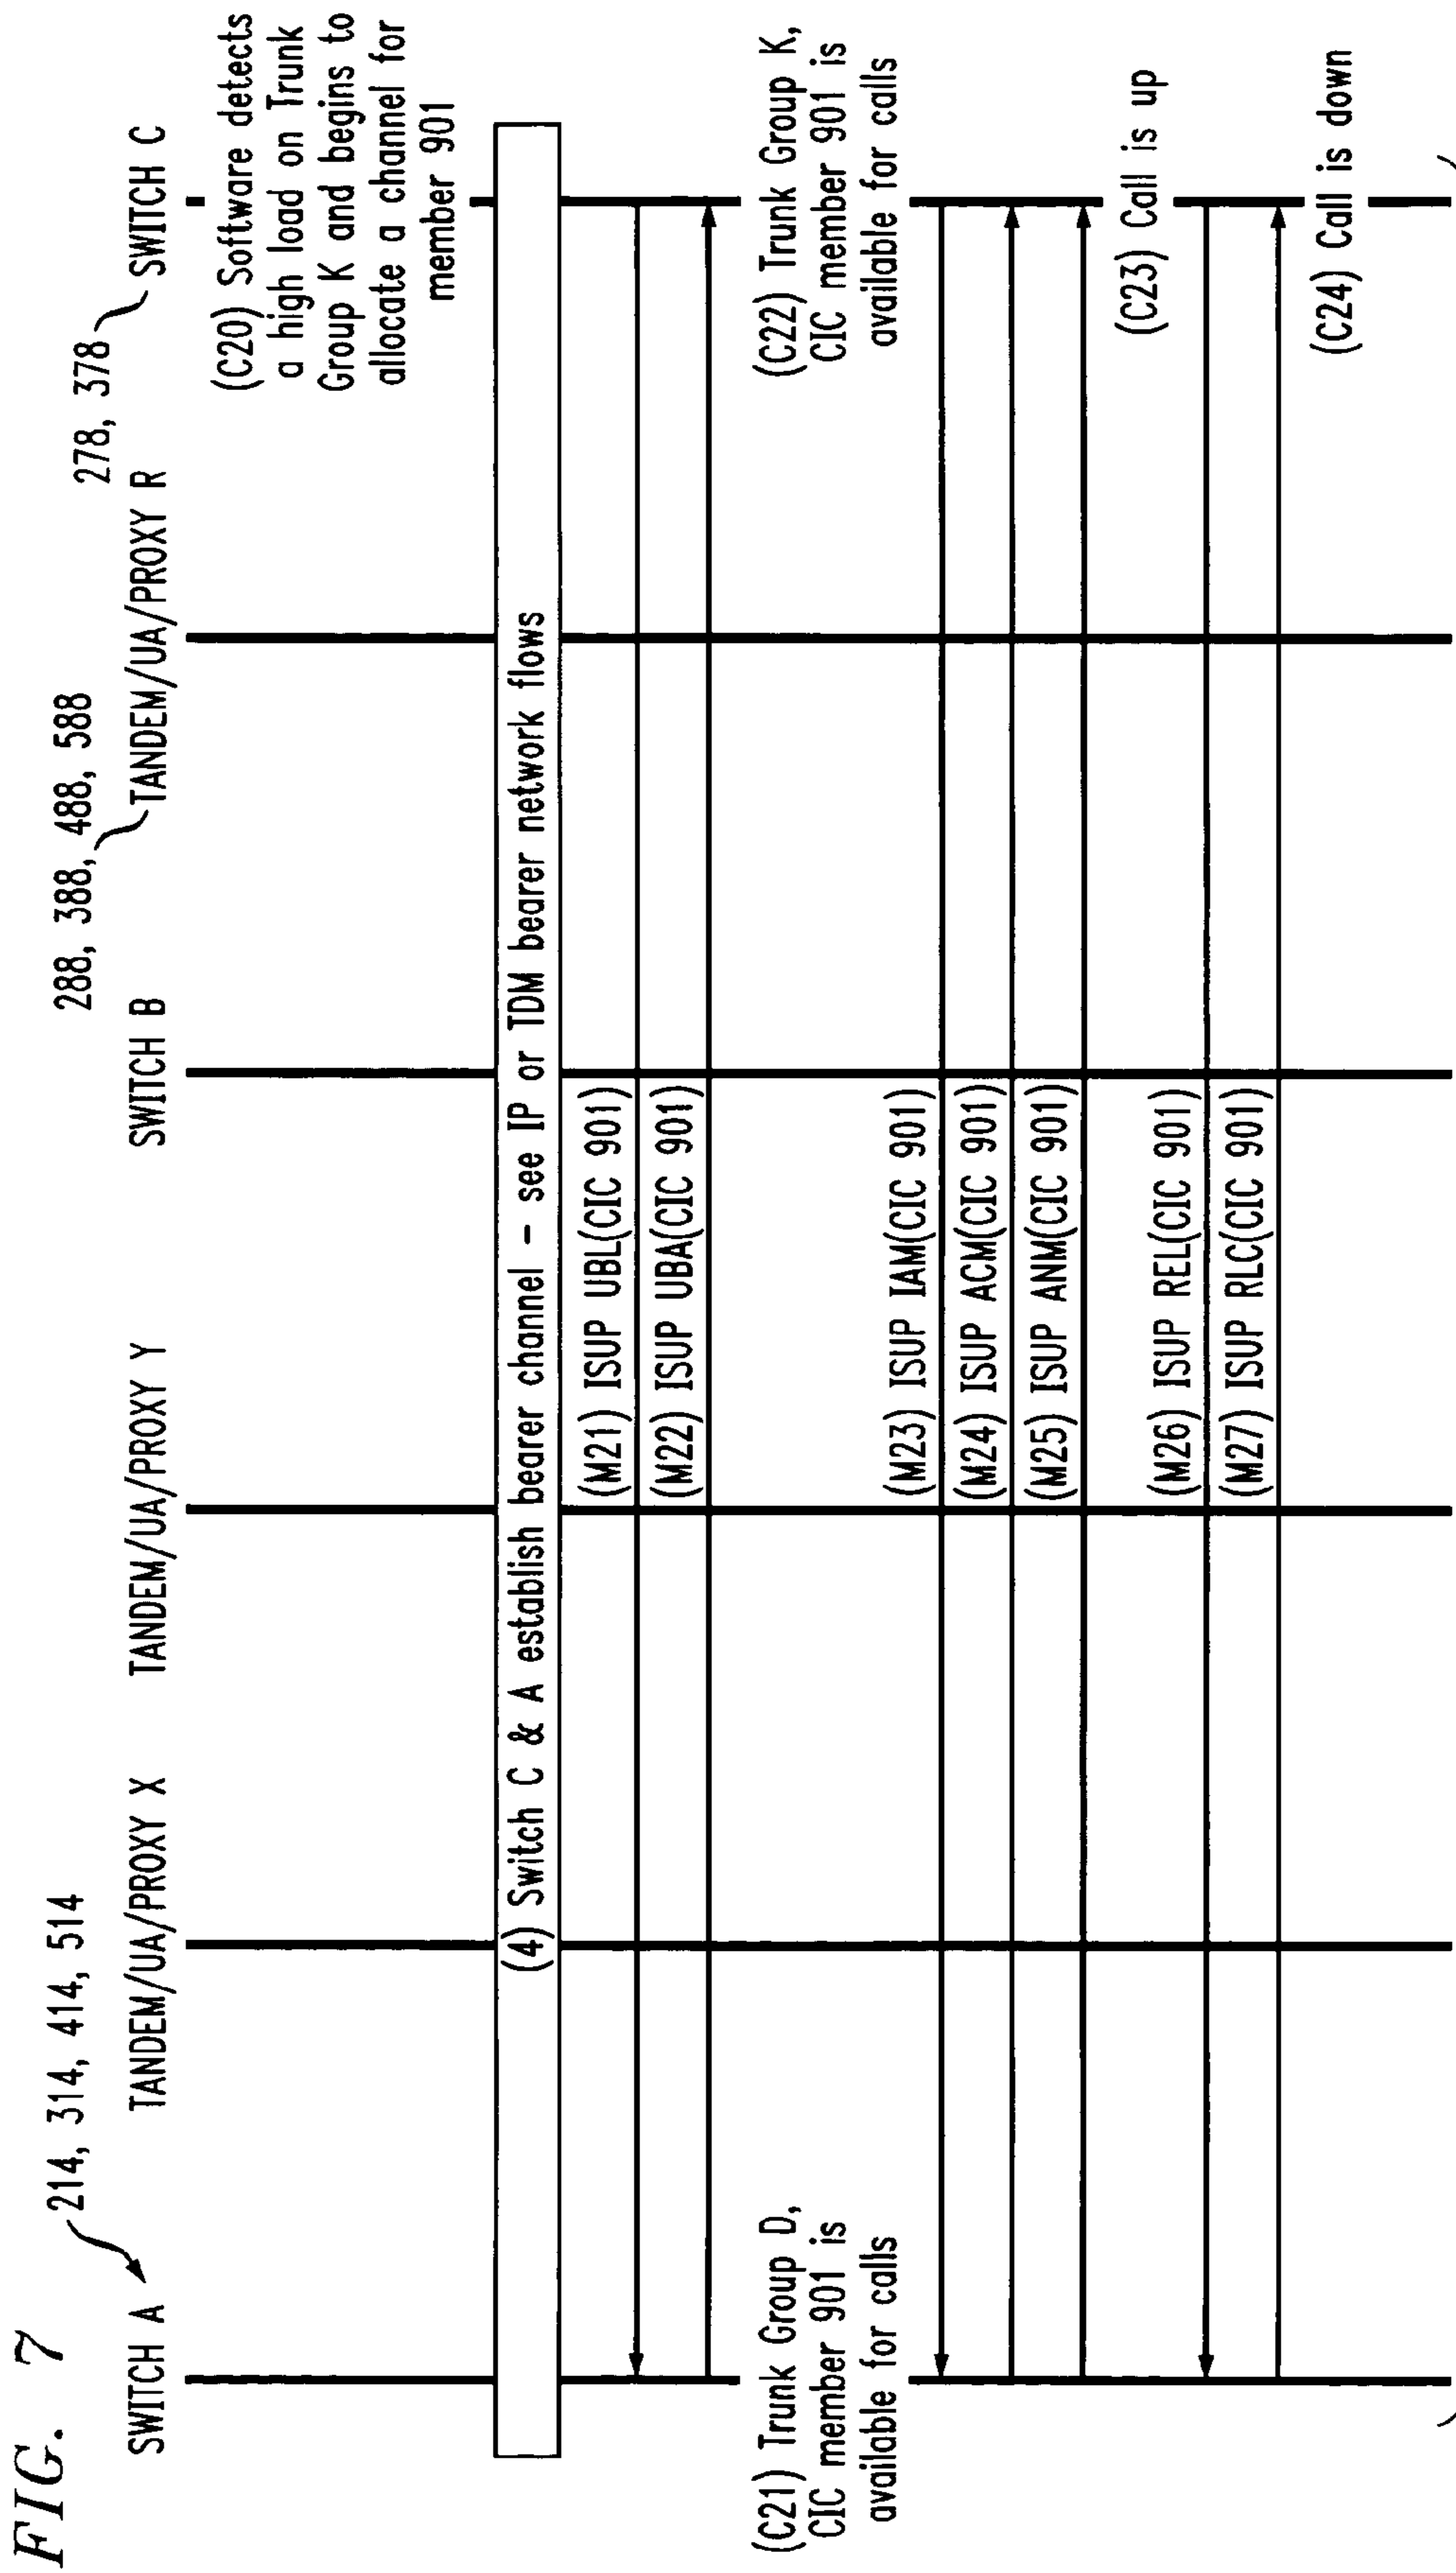 FIG. 7
214, 314, 414, 514
288, 388, 488, 588
278, 378
SWITCH A
TANDEM/UA/PROXY X
TANDEM/UA/PROXY Y
SWITCH B
TANDEM/UA/PROXY R
SWITCH C
(C20) Software detects
a high load on Trunk
Group K and begins to
allocate a channel for
member 901
(4) Switch C & A establish bearer channel – see IP or TDM bearer network flows
(M21) ISUP UBL(CIC 901)
(M22) ISUP UBA(CIC 901)
(C21) Trunk Group D,
CIC member 901 is
available for calls
(C22) Trunk Group K,
CIC member 901 is
available for calls
(M23) ISUP IAM(CIC 901)
(M24) ISUP ACM(CIC 901)
(M25) ISUP ANM(CIC 901)
(C23) Call is up
(M26) ISUP REL(CIC 901)
(M27) ISUP RLC(CIC 901)
(C24) Call is down